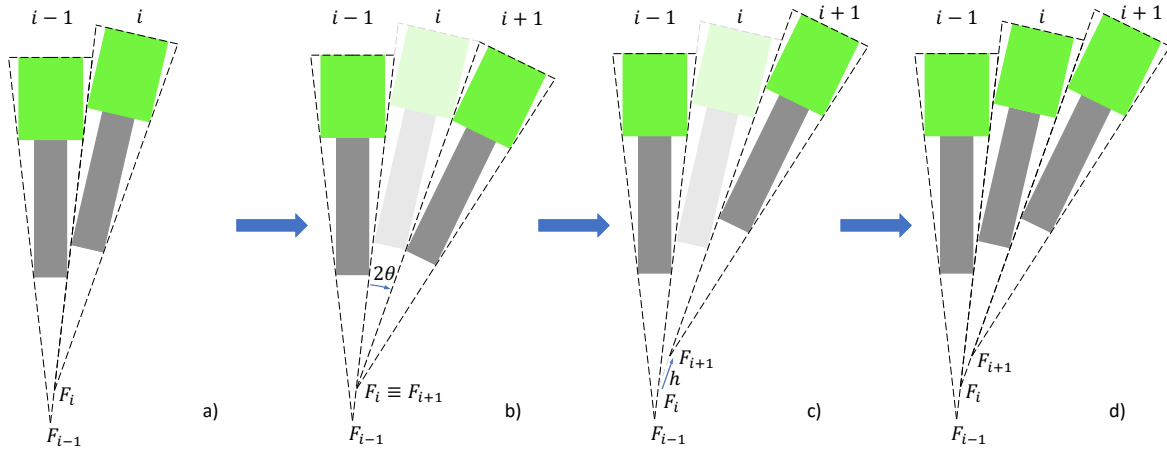 i − 1 i
F_i
F_{i−1}
a)
i − 1 i i + 1
2θ
F_i ≡ F_{i+1}
F_{i−1}
b)
i − 1 i i + 1
F_{i+1}
h
F_i
F_{i−1}
c)
i − 1 i i + 1
F_{i+1}
F_i
F_{i−1}
d)